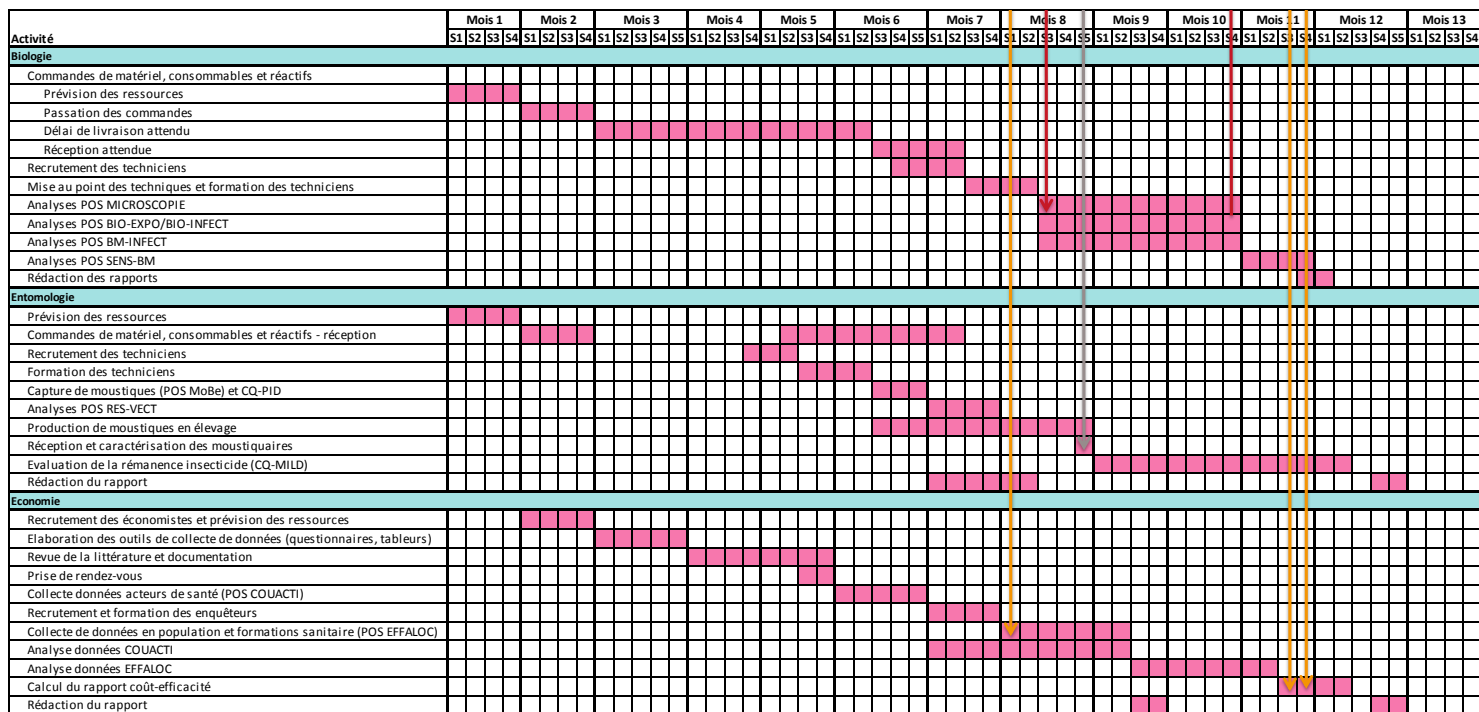 Mois 1 Mois 2 Mois 3 Mois 4 Mois 5 Mois 6 Mois 7 Mois 8 Mois 9 Mois 10 Mois 11 Mois 12 Mois 13
Activité S1 S2 S3 S4 S1 S2 S3 S4 S1 S2 S3 S4 S5 S1 S2 S3 S4 S1 S2 S3 S4 S1 S2 S3 S4 S5 S1 S2 S3 S4 S1 S2 S3 S4 S5 S1 S2 S3 S4 S1 S2 S3 S4 S1 S2 S3 S4 S1 S2 S3 S4 S5 S1 S2 S3 S4
Biologie
Commandes de matériel, consommables et réactifs
Prévision des ressources
Passation des commandes
Délai de livraison attendu
Réception attendue
Recrutement des techniciens
Mise au point des techniques et formation des techniciens
Analyses POS MICROSCOPIE
Analyses POS BIO-EXPO/BIO-INFECT
Analyses POS BM-INFECT
Analyses POS SENS-BM
Rédaction des rapports
Entomologie
Prévision des ressources
Commandes de matériel, consommables et réactifs - réception
Recrutement des techniciens
Formation des techniciens
Capture de moustiques (POS MoBe) et CQ-PID
Analyses POS RES-VECT
Production de moustiques en élevage
Réception et caractérisation des moustiquaires
Evaluation de la rémanence insecticide (CQ-MILD)
Rédaction du rapport
Economie
Recrutement des économistes et prévision des ressources
Elaboration des outils de collecte de données (questionnaires, tableurs)
Revue de la littérature et documentation
Prise de rendez-vous
Collecte données acteurs de santé (POS COUACTI)
Recrutement et formation des enquêteurs
Collecte de données en population et formations sanitaire (POS EFFALOC)
Analyse données COUACTI
Analyse données EFFALOC
Calcul du rapport coût-efficacité
Rédaction du rapport